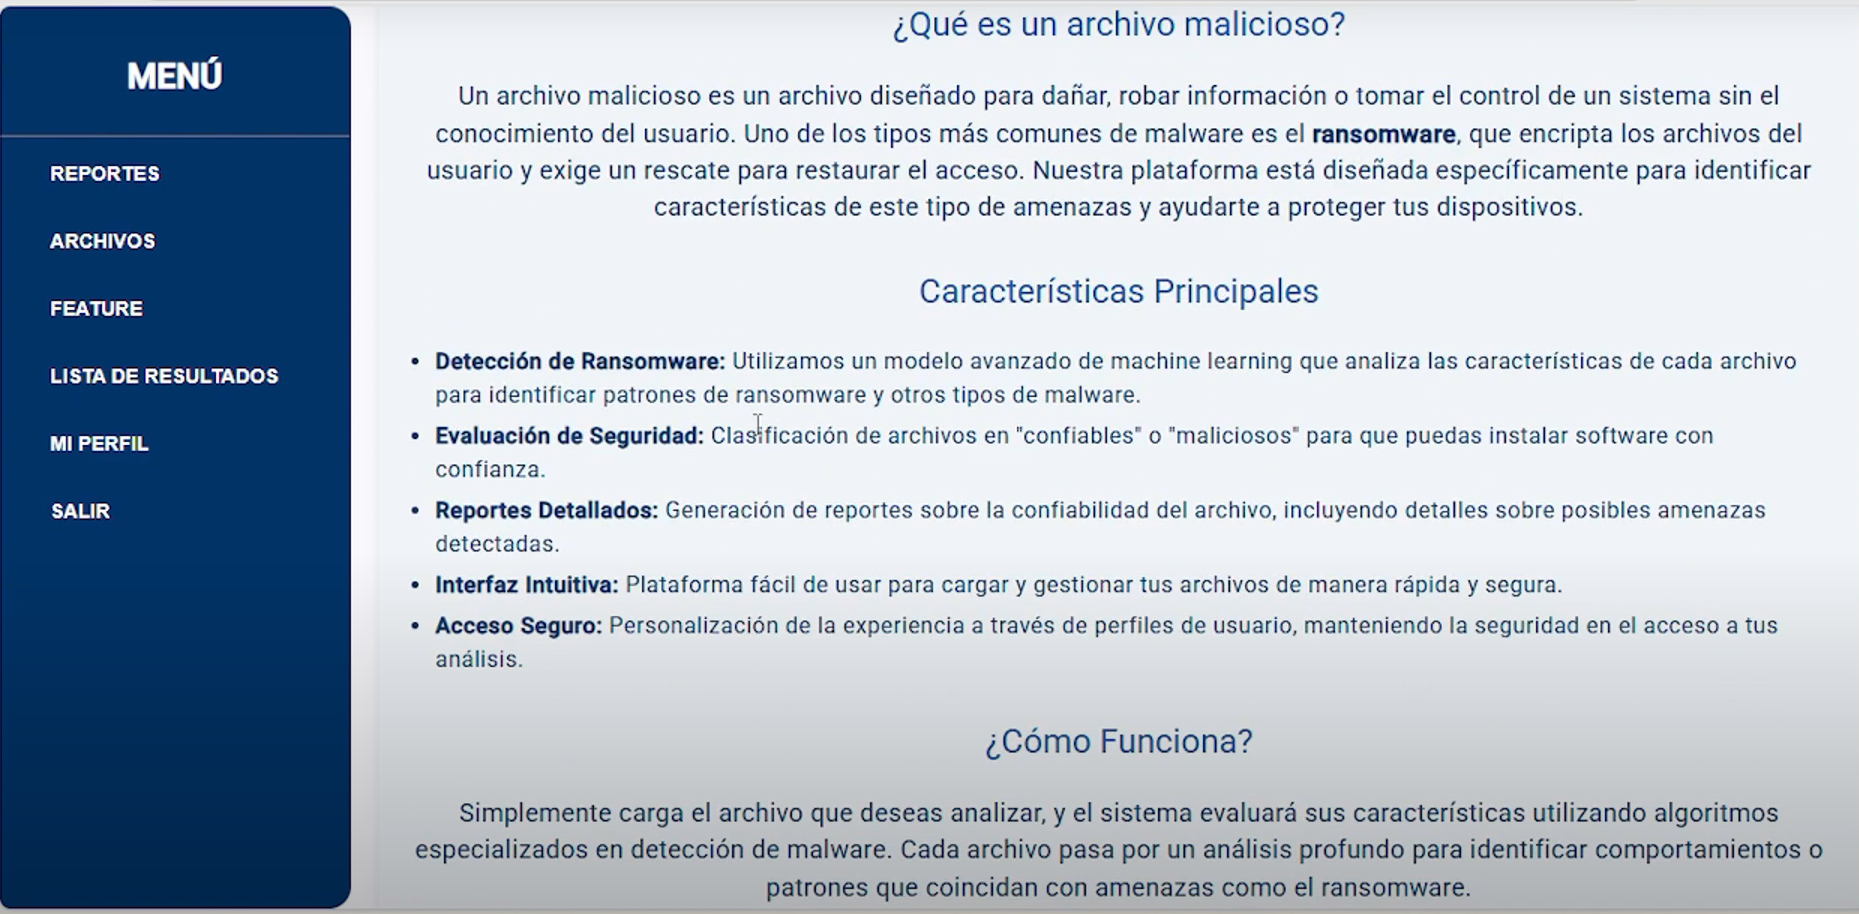 MENÚ
REPORTES
ARCHIVOS
FEATURE
LISTA DE RESULTADOS
MI PERFIL
SALIR
¿Qué es un archivo malicioso?
Un archivo malicioso es un archivo diseñado para dañar, robar información o tomar el control de un sistema sin el
conocimiento del usuario. Uno de los tipos más comunes de malware es el ransomware, que encripta los archivos del
usuario y exige un rescate para restaurar el acceso. Nuestra plataforma está diseñada específicamente para identificar
características de este tipo de amenazas y ayudarte a proteger tus dispositivos.
Características Principales
• Detección de Ransomware: Utilizamos un modelo avanzado de machine learning que analiza las características de cada archivo
para identificar patrones de ransomware y otros tipos de malware.
• Evaluación de Seguridad: Clasificación de archivos en "confiables" o "maliciosos" para que puedas instalar software con
confianza.
• Reportes Detallados: Generación de reportes sobre la confiabilidad del archivo, incluyendo detalles sobre posibles amenazas
detectadas.
• Interfaz Intuitiva: Plataforma fácil de usar para cargar y gestionar tus archivos de manera rápida y segura.
• Acceso Seguro: Personalización de la experiencia a través de perfiles de usuario, manteniendo la seguridad en el acceso a tus
análisis.
¿Cómo Funciona?
Simplemente carga el archivo que deseas analizar, y el sistema evaluará sus características utilizando algoritmos
especializados en detección de malware. Cada archivo pasa por un análisis profundo para identificar comportamientos o
patrones que coincidan con amenazas como el ransomware.